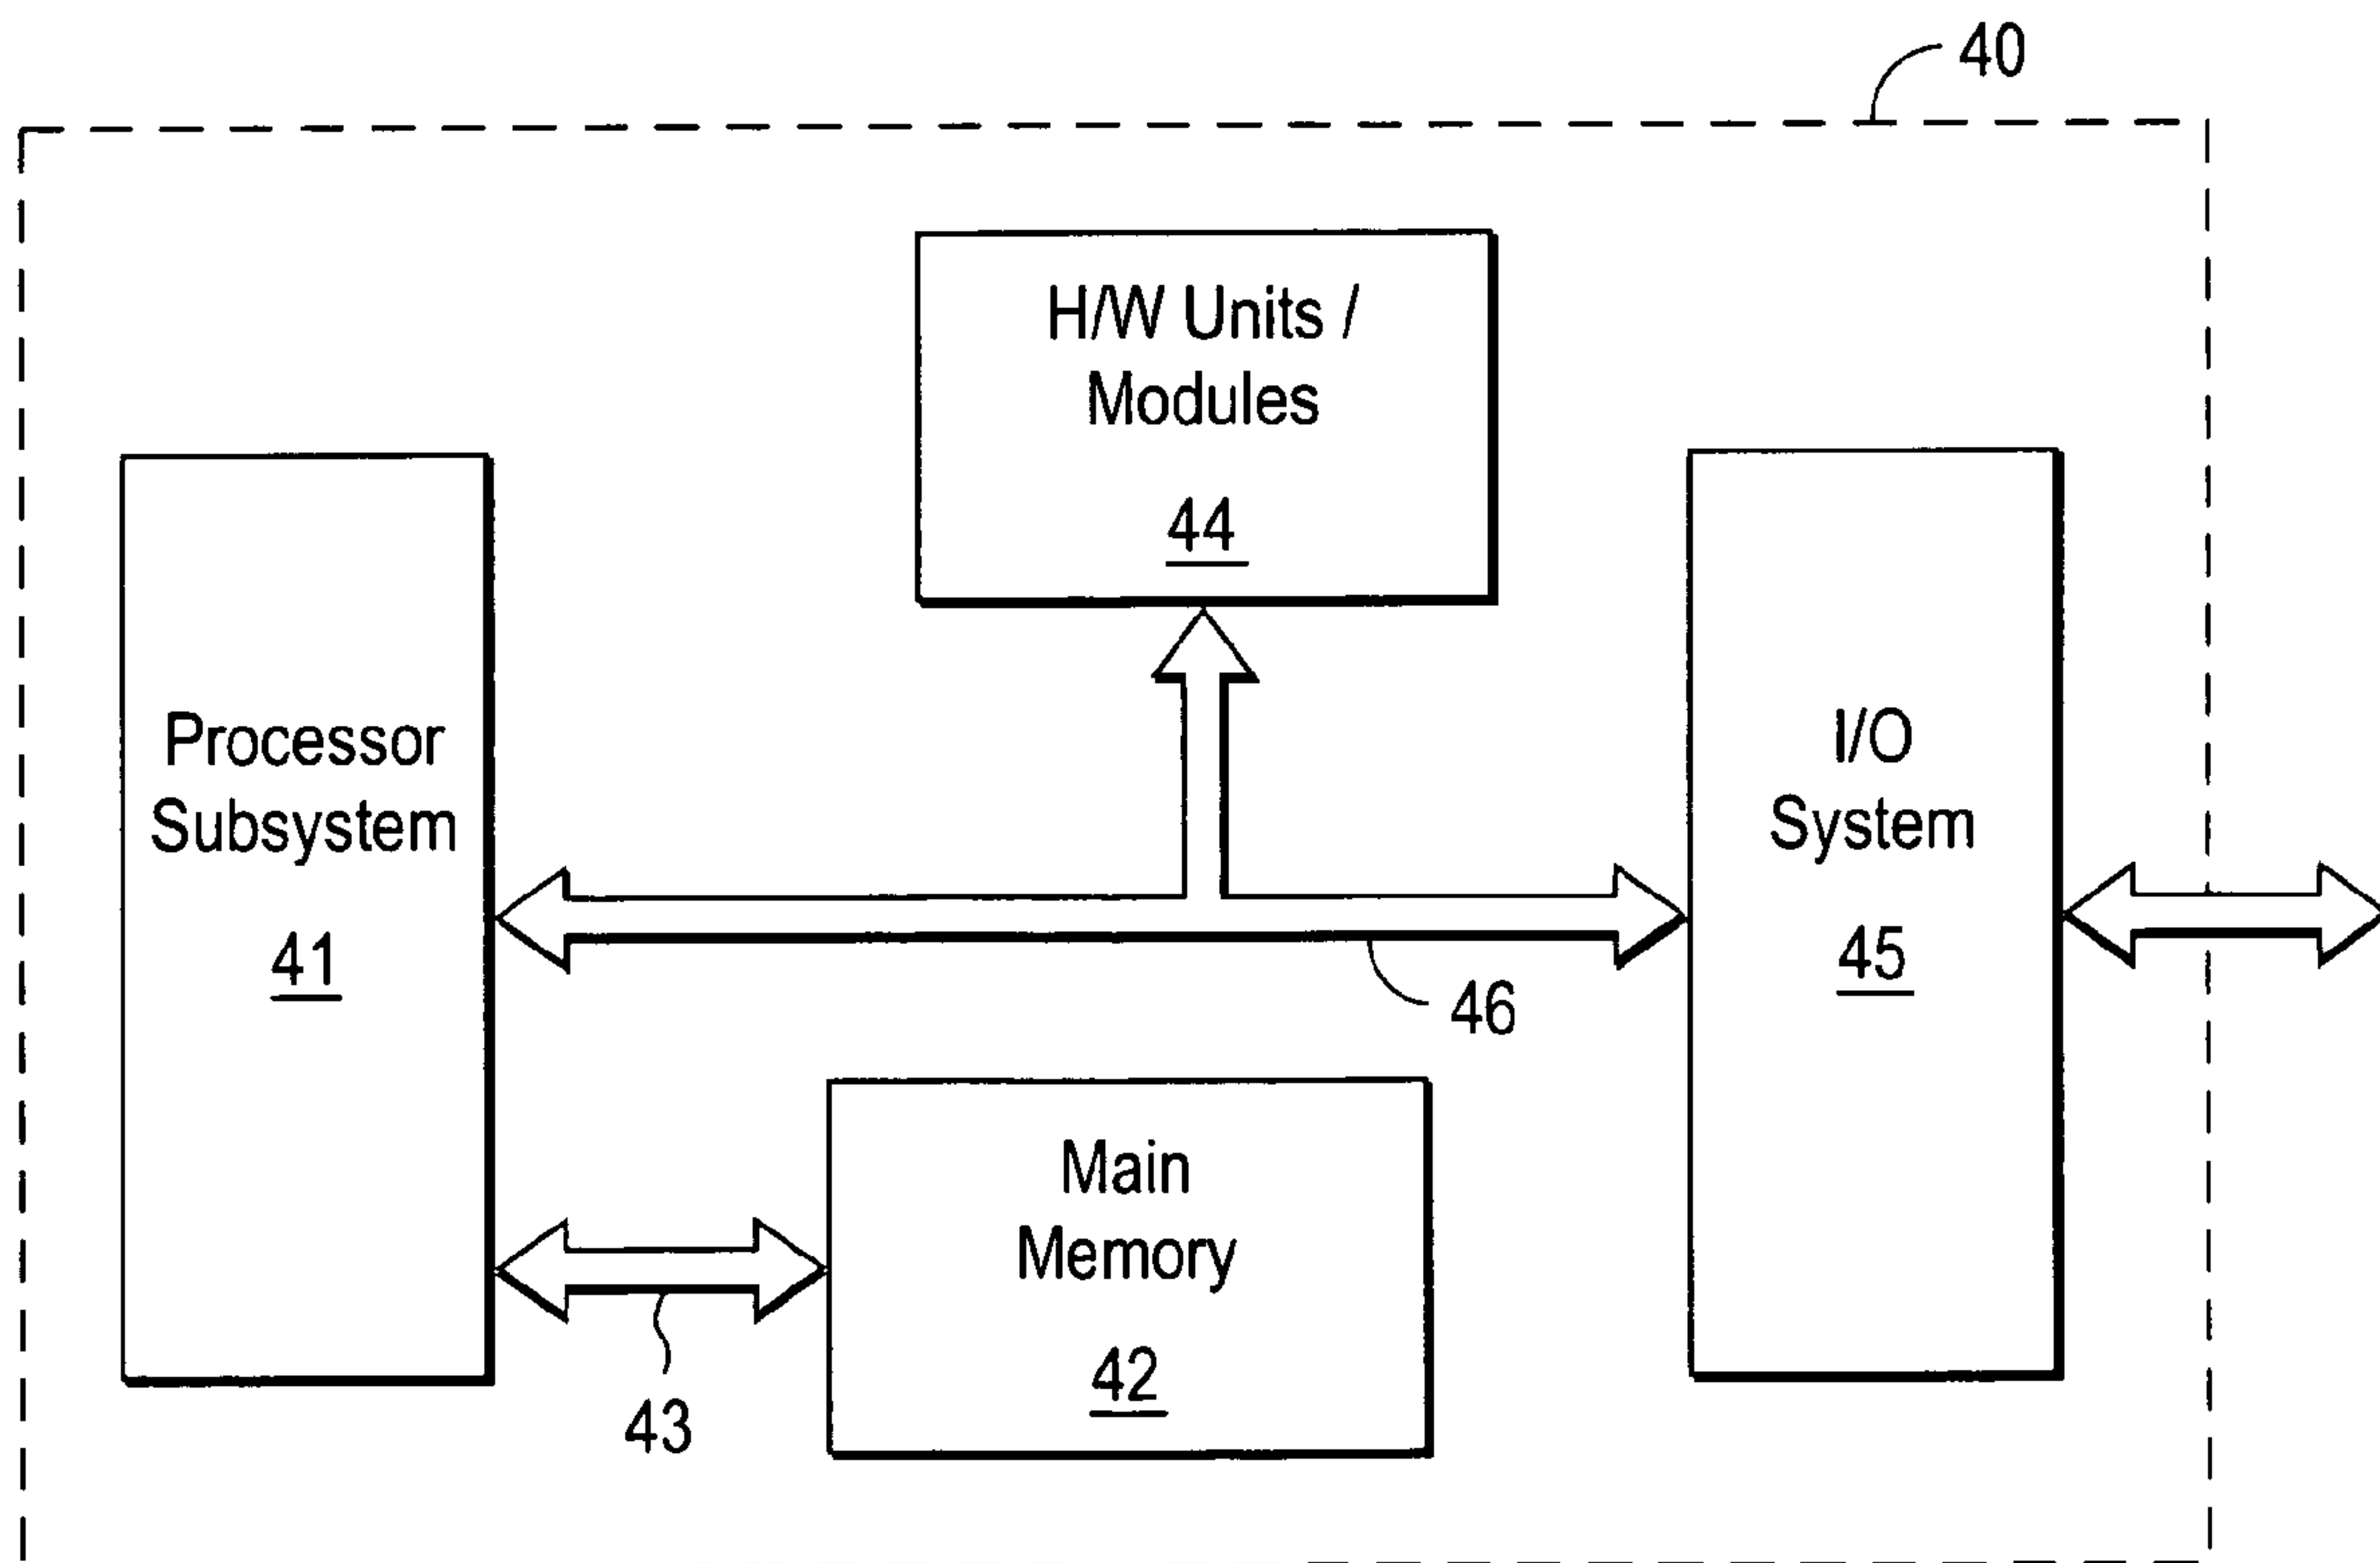 40
H/W Units /
Modules
44
Processor
Subsystem
41
I/O
System
45
46
Main
Memory
42
43